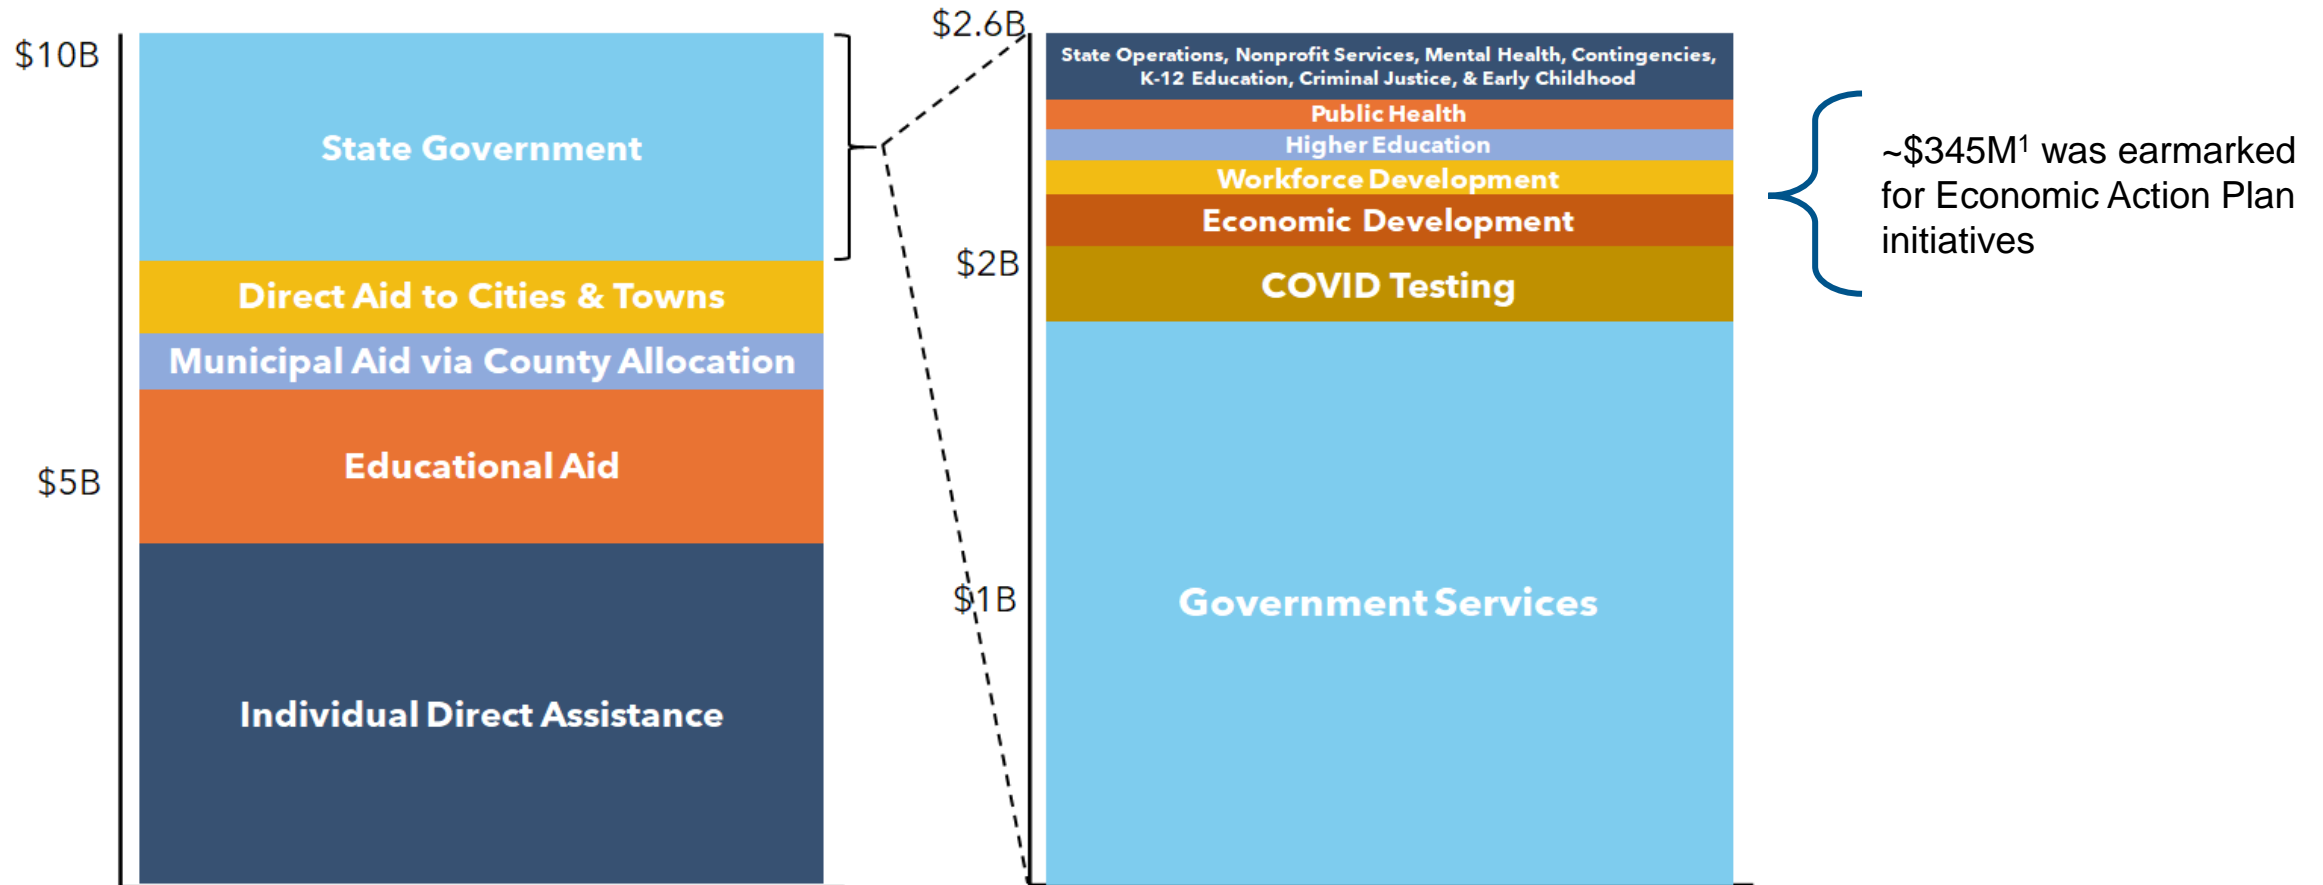 $10B
State Government
Direct Aid to Cities & Towns
Municipal Aid via County Allocation
$5B
Educational Aid
Individual Direct Assistance
$2.6B
State Operations, Nonprofit Services, Mental Health, Contingencies,
K-12 Education, Criminal Justice, & Early Childhood
Public Health
Higher Education
Workforce Development
Economic Development
$2B
COVID Testing
$1B
Government Services
~$345M¹ was earmarked
for Economic Action Plan
initiatives